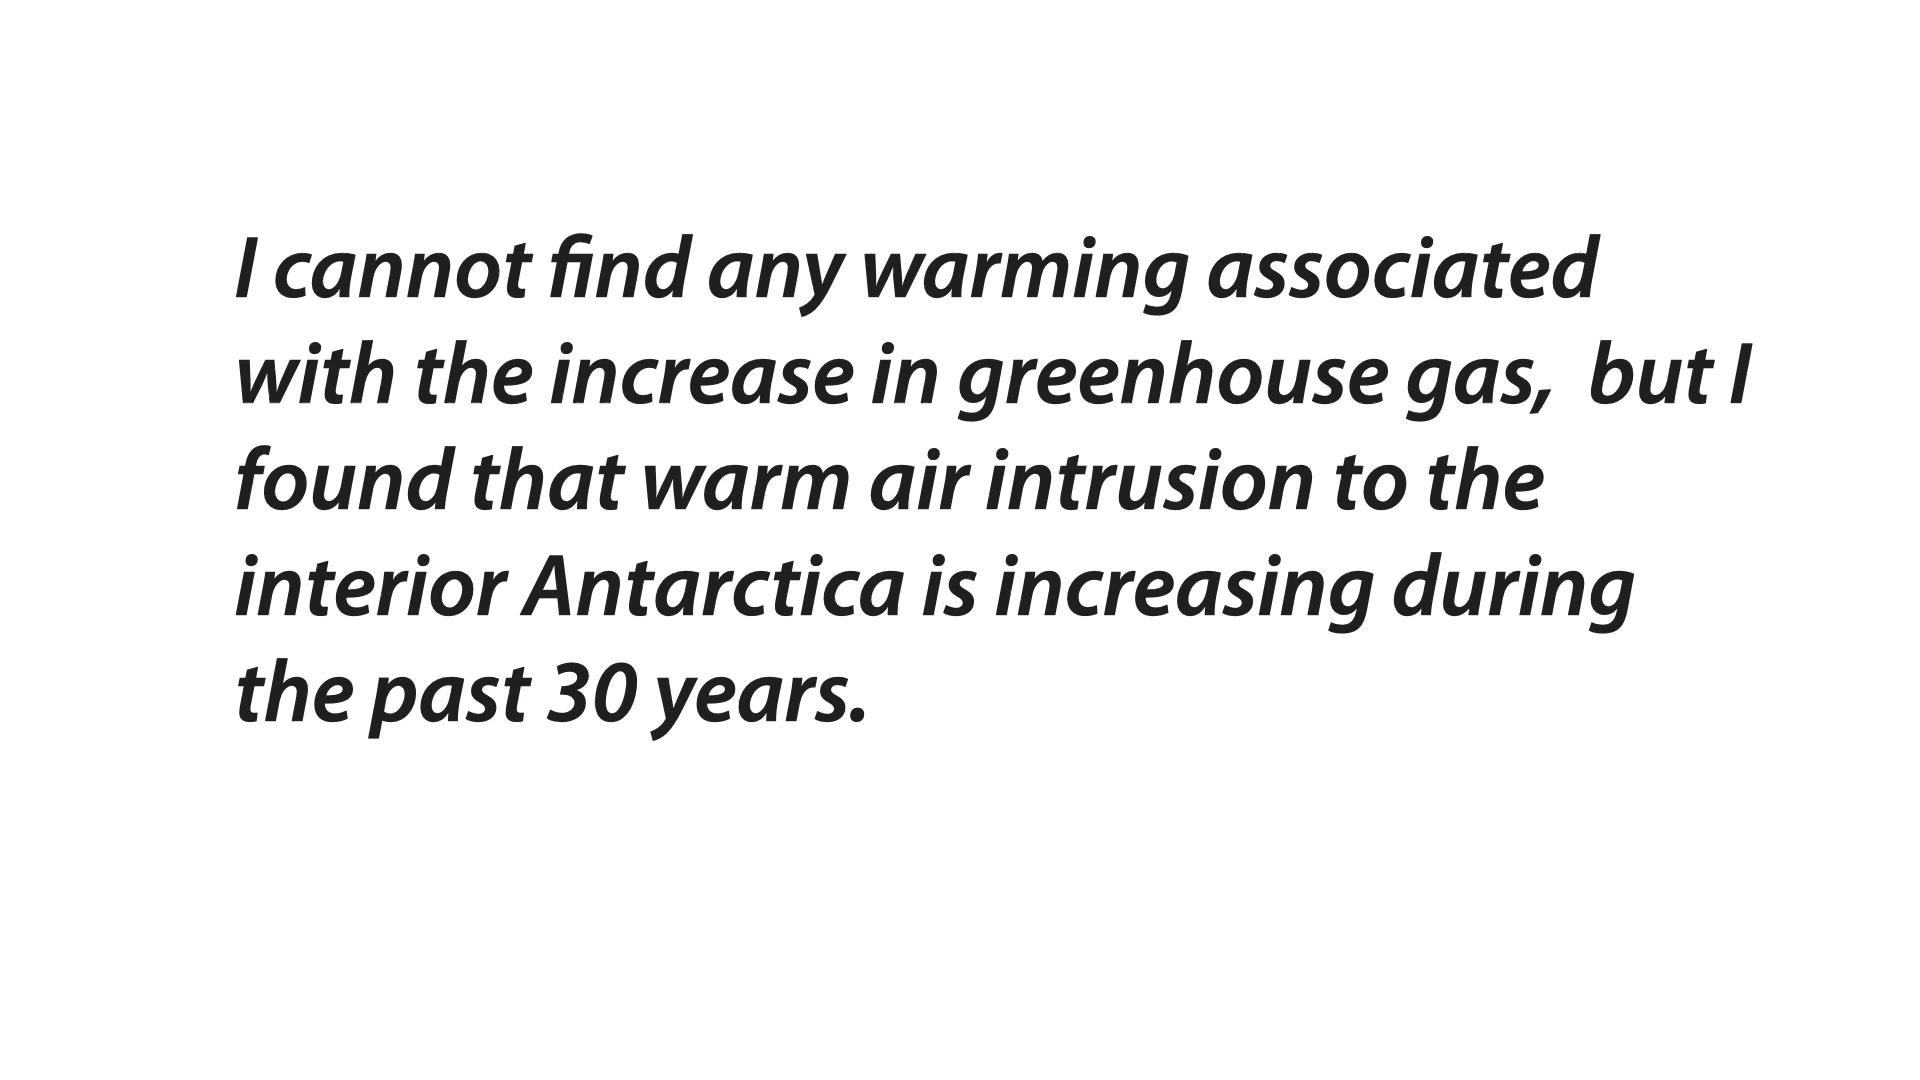 I cannot find any warming associated
with the increase in greenhouse gas,  but I
found that warm air intrusion to the
interior Antarctica is increasing during
the past 30 years.